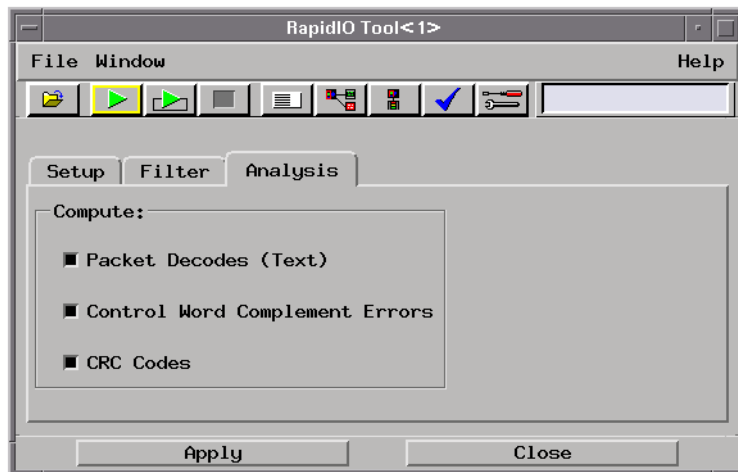 RapidIO Tool<1>
File Window Help
Setup Filter Analysis
Compute:
Packet Decodes (Text)
Control Word Complement Errors
CRC Codes
Apply Close